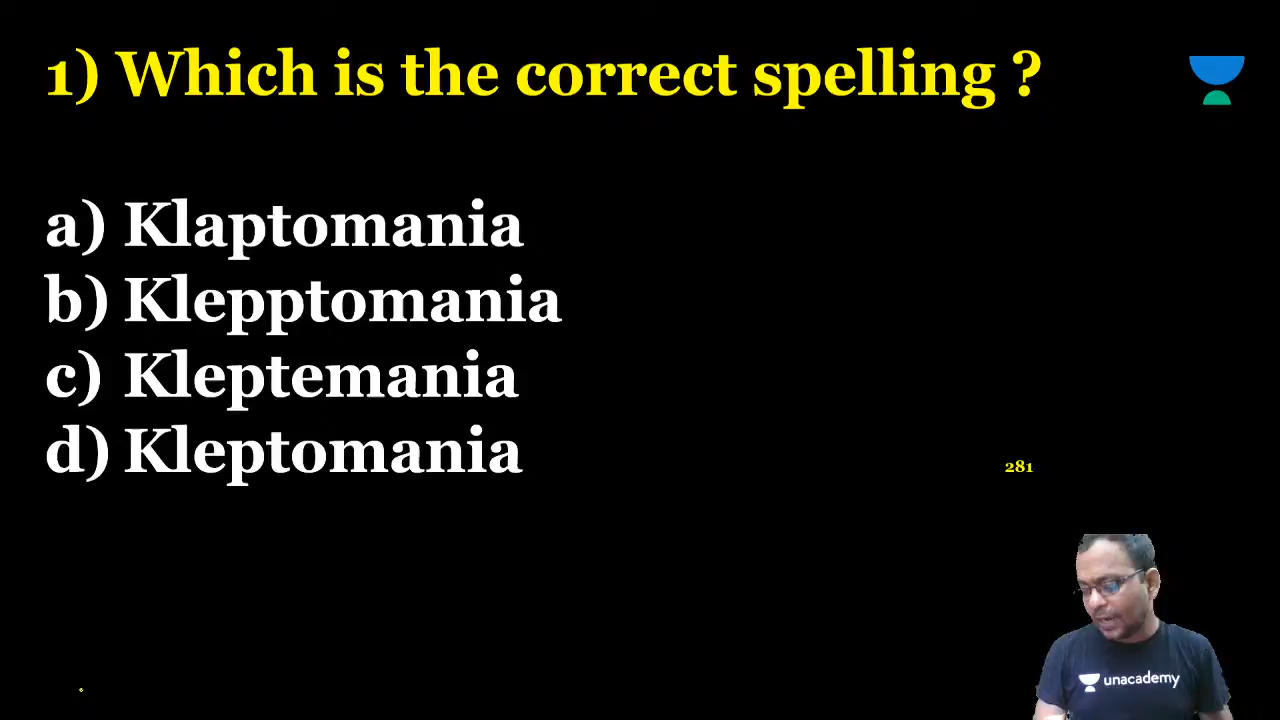 1) Which is the correct spelling ?
a) Klaptomania
b) Klepptomania
c) Kleptemania
d) Kleptomania
281
unacademy